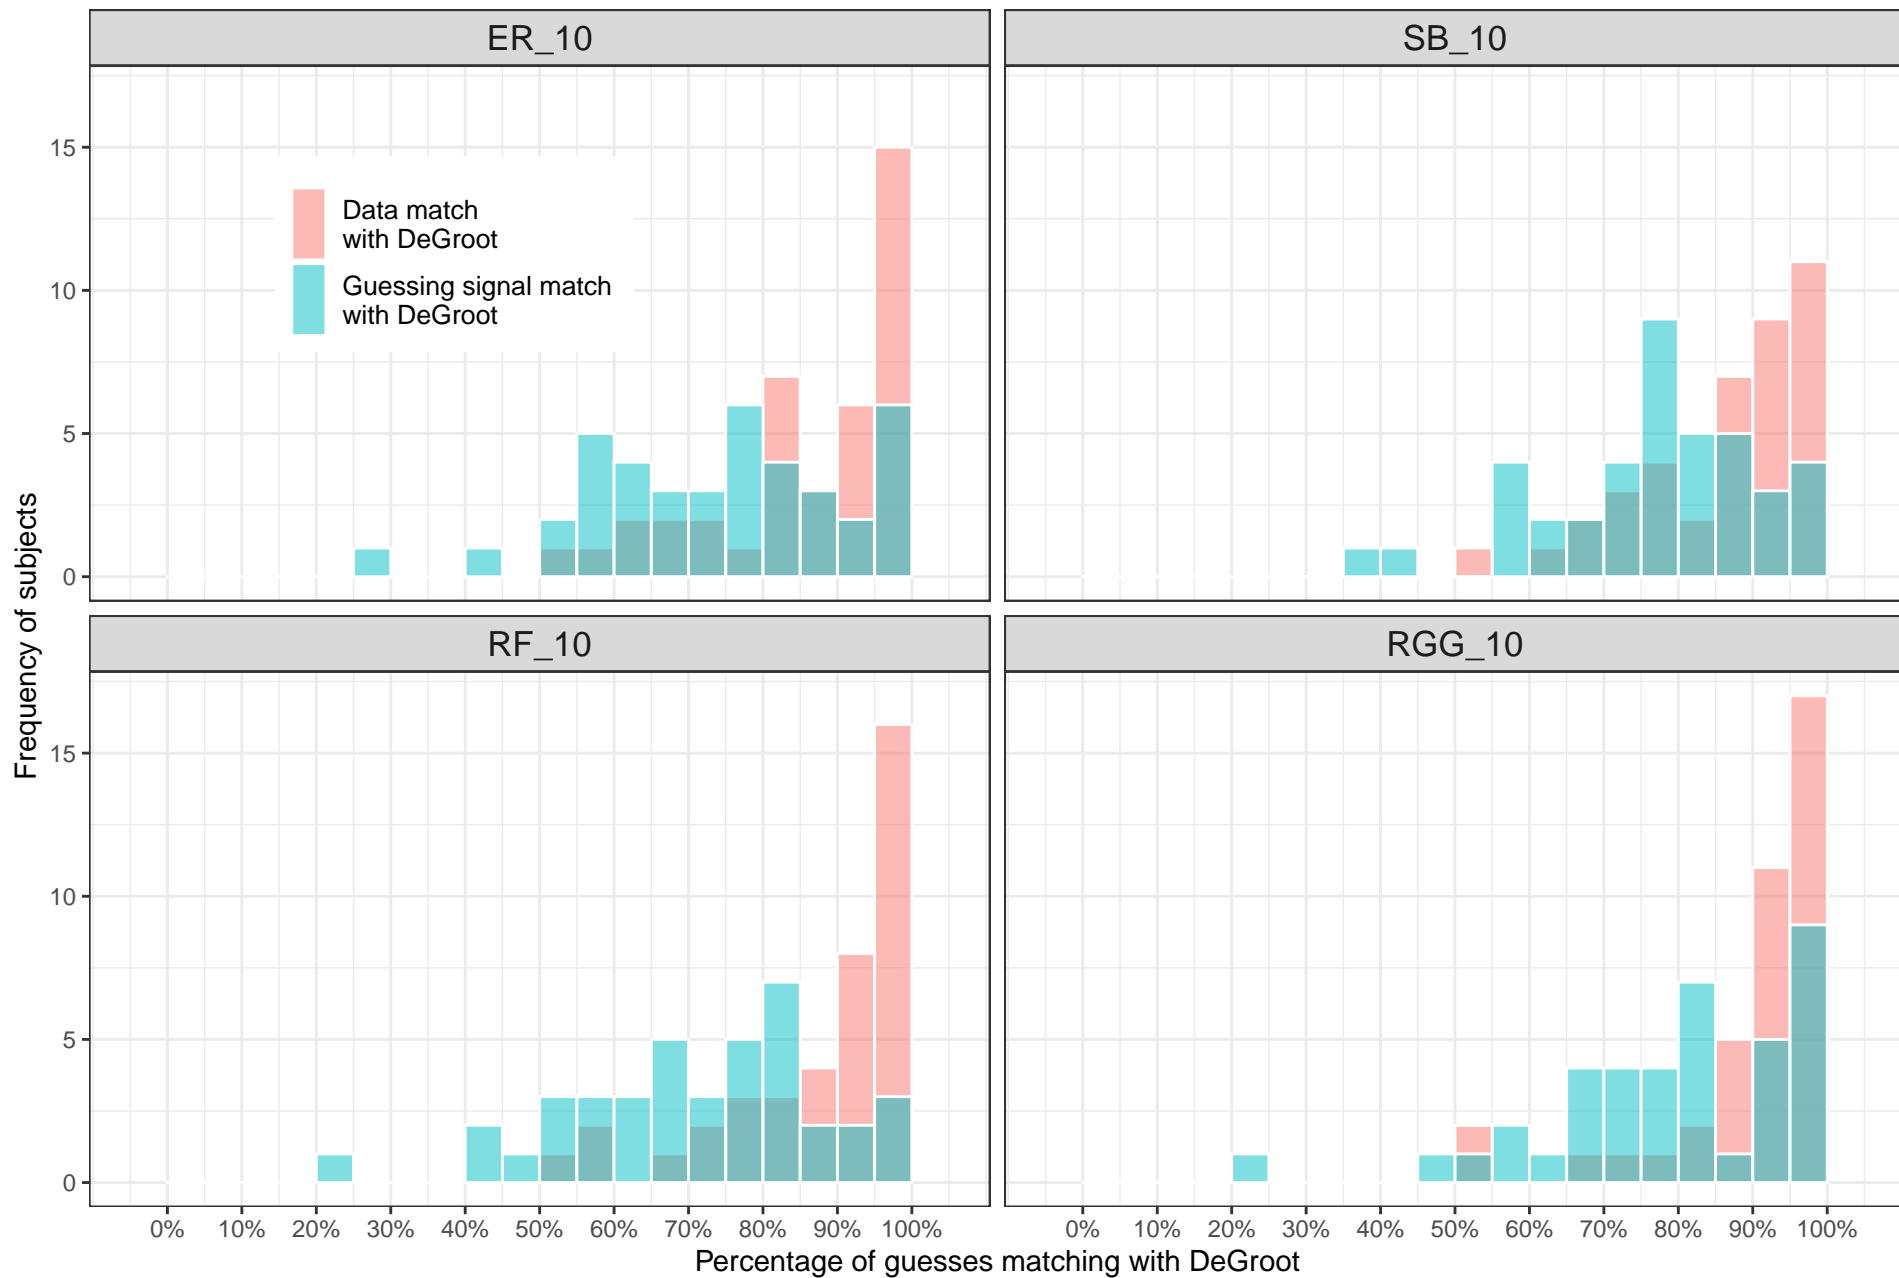 ER_10
SB_10
15
10
5
0
Data match
with DeGroot
Guessing signal match
with DeGroot
Frequency of subjects
RF_10
RGG_10
15
10
5
0
0% 10% 20% 30% 40% 50% 60% 70% 80% 90% 100%
0% 10% 20% 30% 40% 50% 60% 70% 80% 90% 100%
Percentage of guesses matching with DeGroot